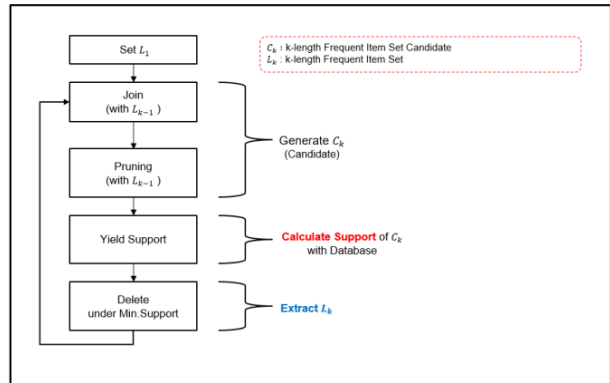 Set L₁
Cₖ : k-length Frequent Item Set Candidate
Lₖ : k-length Frequent Item Set
Join
(with Lₖ₋₁ )
Generate Cₖ
(Candidate)
Pruning
(with Lₖ₋₁ )
Yield Support
Calculate Support of Cₖ
with Database
Delete
under Min.Support
Extract Lₖ